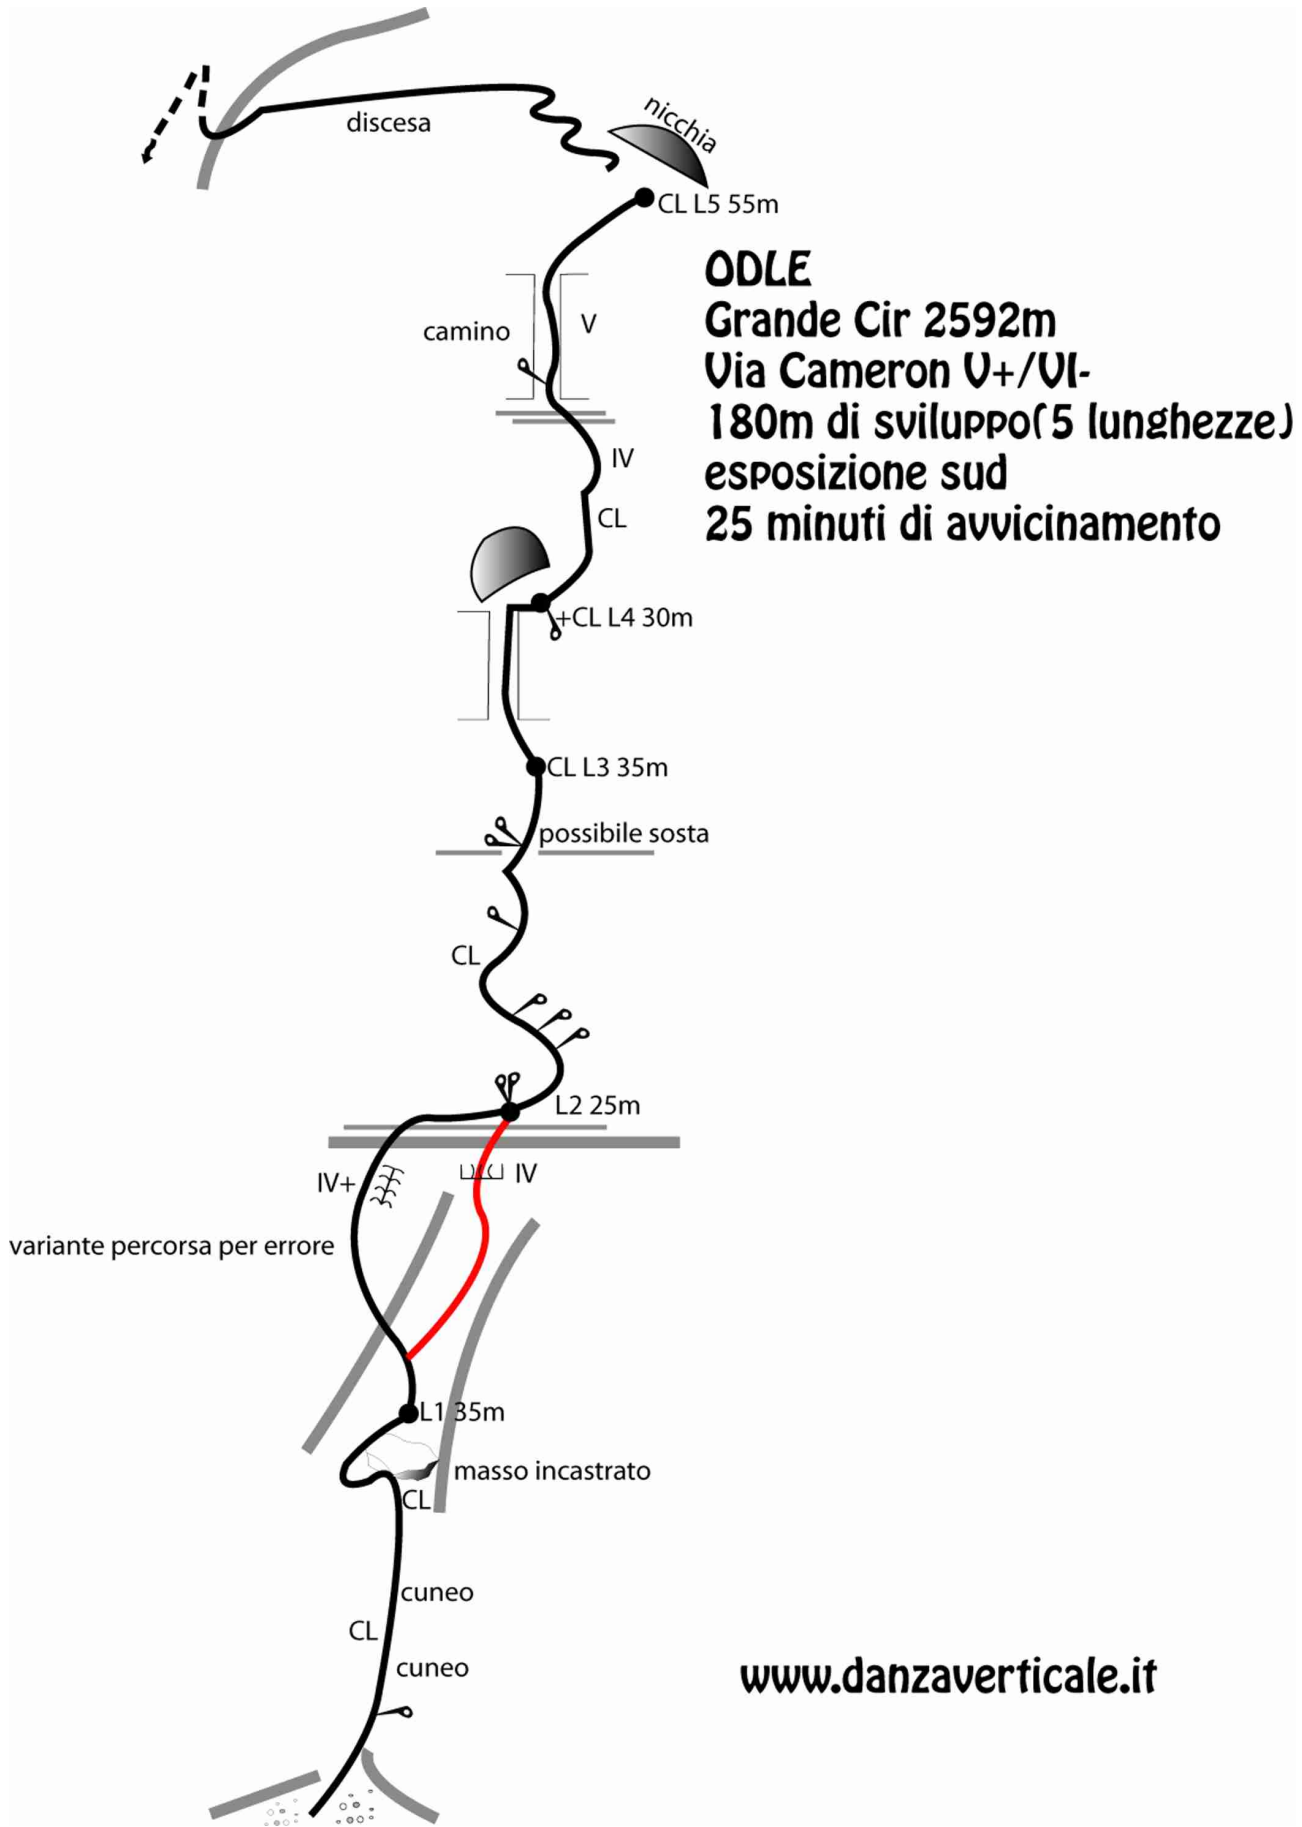 discesa
nicchia
CL L5 55m
ODLE
Grande Cir 2592m
Via Cameron V+/VI-
180m di sviluppo(5 lunghezze)
esposizione sud
25 minuti di avvicinamento
camino
V
IV
CL
+CL L4 30m
CL L3 35m
possibile sosta
CL
L2 25m
IV+
IV
variante percorsa per errore
L1 35m
masso incastrato
CL
cuneo
CL
cuneo
www.danzaverticale.it